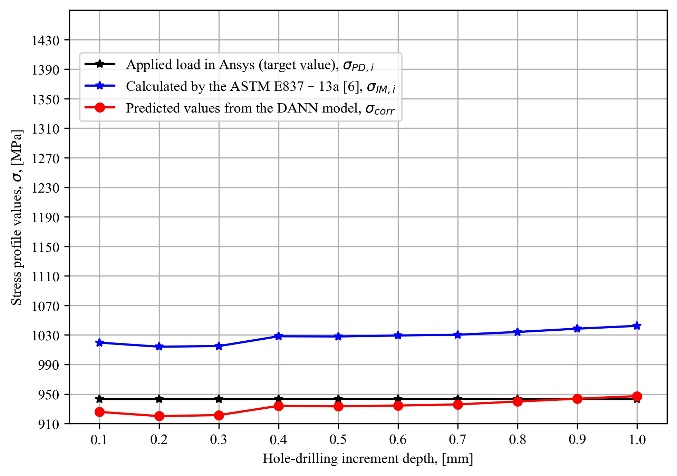 1430
1390
1350
1310
1270
1230
1190
1150
1110
1070
1030
990
950
910
Stress profile values, σ, [MPa]
Applied load in Ansys (target value), σ_PD, i
Calculated by the ASTM E837 – 13a [6], σ_IM, i
Predicted values from the DANN model, σ_corr
0.1 0.2 0.3 0.4 0.5 0.6 0.7 0.8 0.9 1.0
Hole-drilling increment depth, [mm]